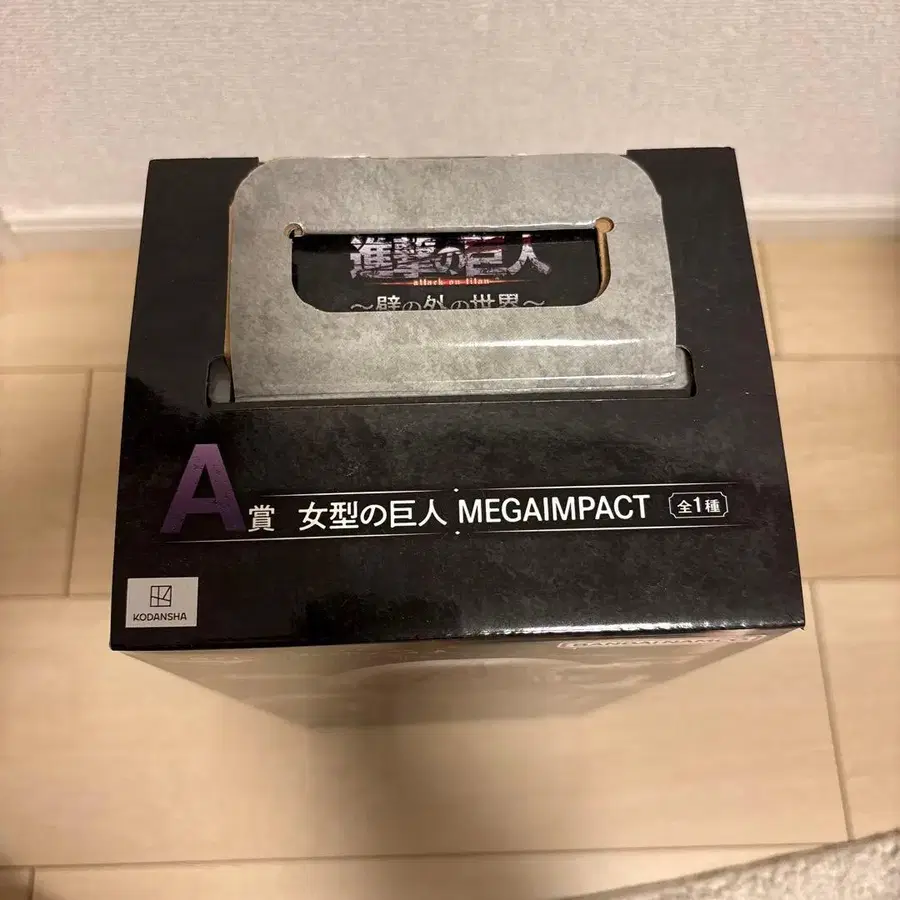 進撃の巨人
attack on titan
～壁の外の世界～
A賞 女型の巨人 MEGAIMPACT 全1種
KODANSHA